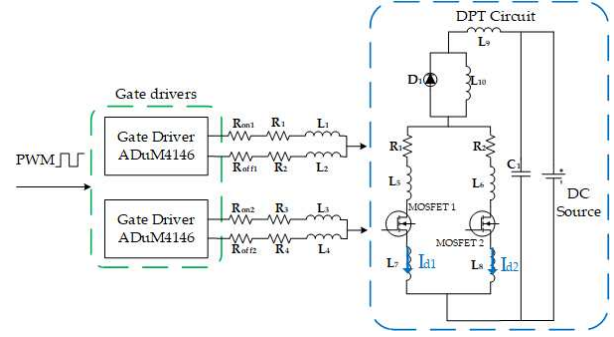 DPT Circuit
L9
D1
L10
Gate drivers
Gate Driver
ADuM4146
Ron1 R1 L1
Roff1 R2 L2
PWM
Gate Driver
ADuM4146
Ron2 R3 L3
Roff2 R4 L4
R1 R2
L5 L6
C1
DC
Source
MOSFET 1
MOSFET 2
L7 Id1
L8 Id2